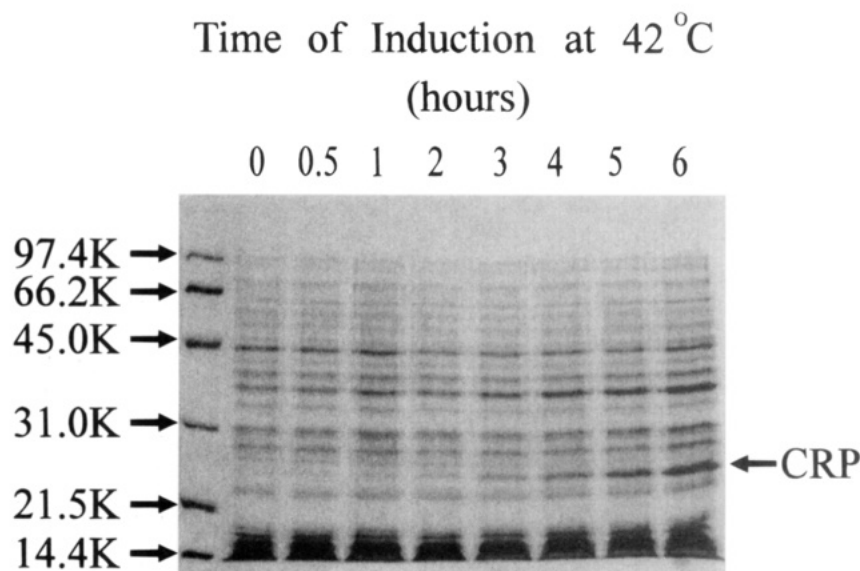 Time of Induction at 42 °C
(hours)
0 0.5 1 2 3 4 5 6
97.4K
66.2K
45.0K
31.0K
CRP
21.5K
14.4K